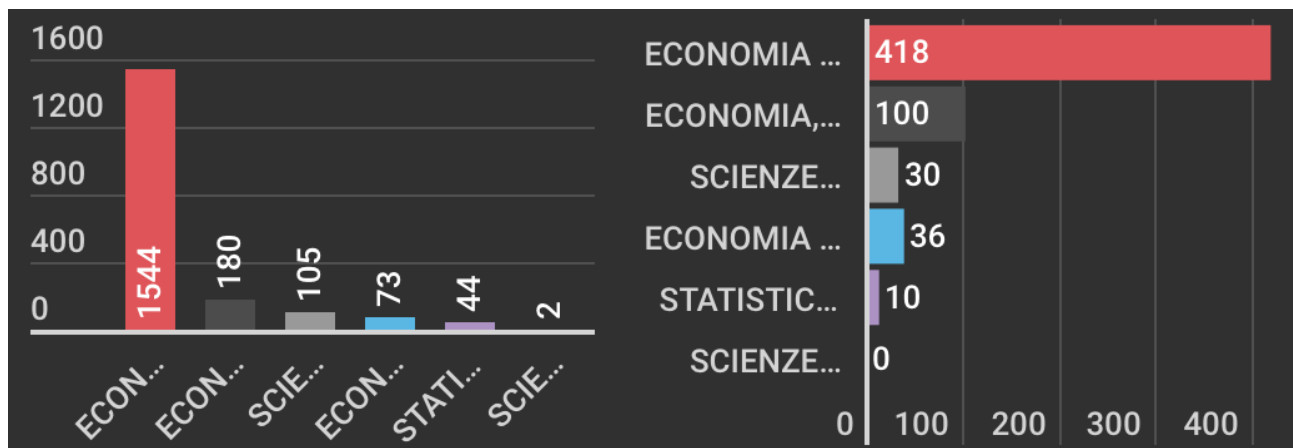 1600
1200
800
400
0
1544
180
105
73
44
2
ECON...
ECON...
SCIE...
ECON...
STATI...
SCIE...
ECONOMIA ...
418
ECONOMIA,...
100
SCIENZE...
30
ECONOMIA ...
36
STATISTIC...
10
SCIENZE...
0
0 100 200 300 400